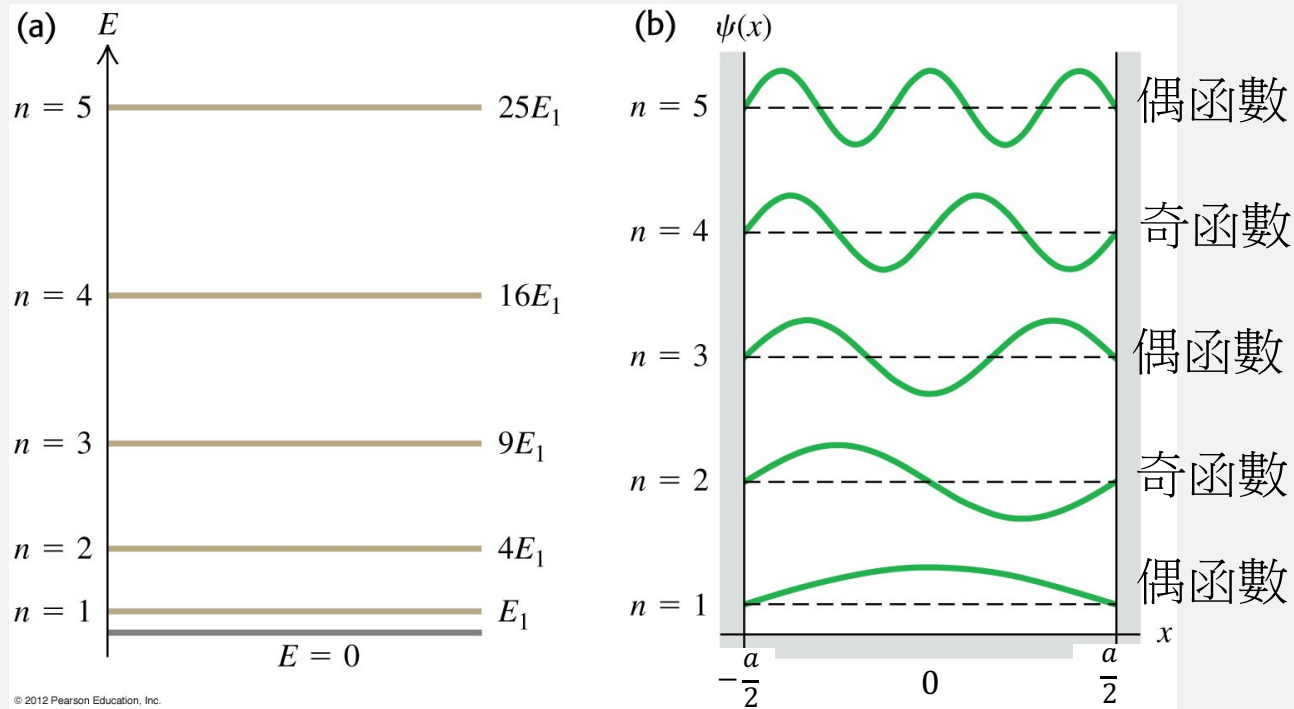 (a)
E
n = 5
25E₁
n = 4
16E₁
n = 3
9E₁
n = 2
4E₁
n = 1
E₁
E = 0
© 2012 Pearson Education, Inc.
(b)
ψ(x)
n = 5
偶函數
n = 4
奇函數
n = 3
偶函數
n = 2
奇函數
n = 1
偶函數
x
-a/2
0
a/2